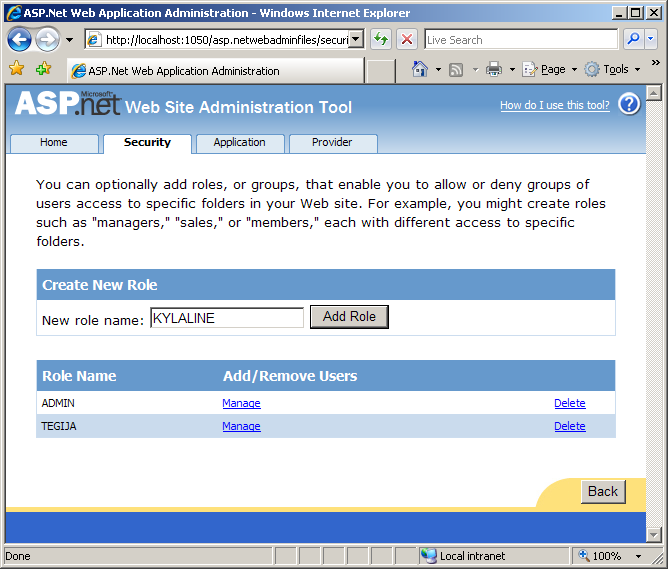 ASP.Net Web Application Administration - Windows Internet Explorer
http://localhost:1050/asp.netwebadminfiles/securi
Live Search
ASP.Net Web Application Administration
Page
Tools
»
Microsoft
ASP.net Web Site Administration Tool
How do I use this tool? ?
Home
Security
Application
Provider
You can optionally add roles, or groups, that enable you to allow or deny groups of
users access to specific folders in your Web site. For example, you might create roles
such as "managers," "sales," or "members," each with different access to specific
folders.
Create New Role
New role name: KYLALINE Add Role
Role Name Add/Remove Users
ADMIN Manage Delete
TEGIJA Manage Delete
Back
Done Local intranet 100%